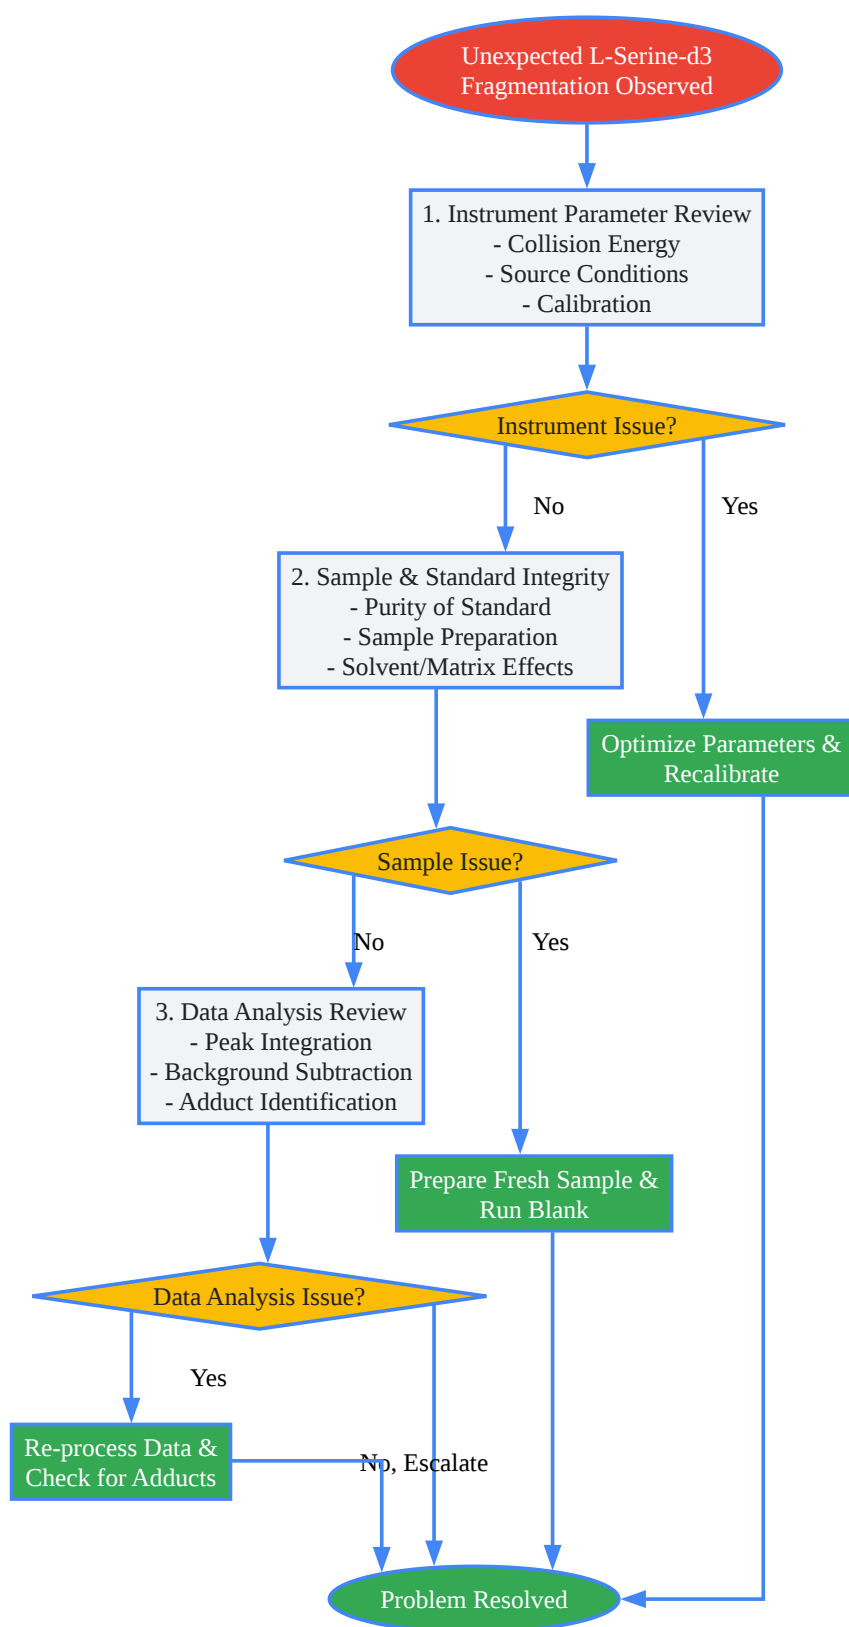 Unexpected L-Serine-d3
Fragmentation Observed
1. Instrument Parameter Review
- Collision Energy
- Source Conditions
- Calibration
Instrument Issue?
No
Yes
2. Sample & Standard Integrity
- Purity of Standard
- Sample Preparation
- Solvent/Matrix Effects
Optimize Parameters &
Recalibrate
Sample Issue?
No
Yes
3. Data Analysis Review
- Peak Integration
- Background Subtraction
- Adduct Identification
Prepare Fresh Sample &
Run Blank
Data Analysis Issue?
Yes
Re-process Data &
Check for Adducts
No, Escalate
Problem Resolved